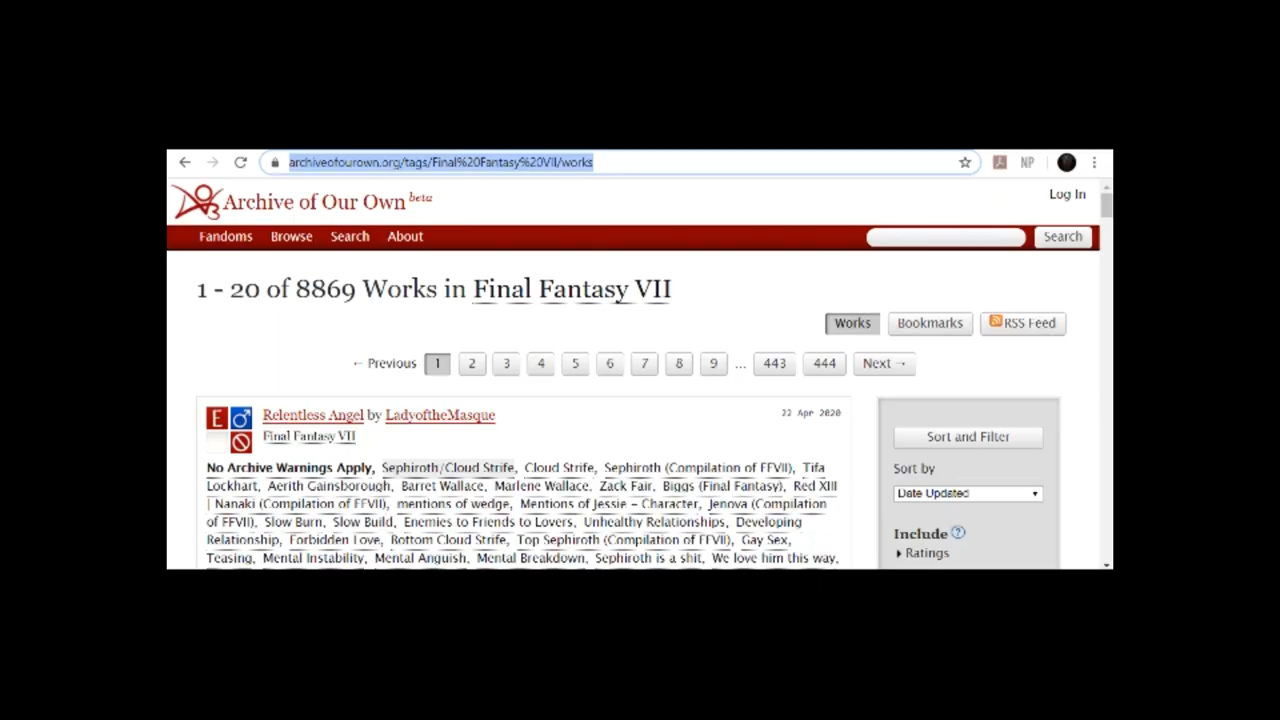 archiveofourown.org/tags/Final%20Fantasy%20VII/works
NP
Archive of Our Own beta
Log In
Fandoms Browse Search About
Search
1 - 20 of 8869 Works in Final Fantasy VII
Works Bookmarks RSS Feed
← Previous 1 2 3 4 5 6 7 8 9 ... 443 444 Next →
E
Relentless Angel by LadyoftheMasque
22 Apr 2020
Final Fantasy VII
No Archive Warnings Apply, Sephiroth/Cloud Strife, Cloud Strife, Sephiroth (Compilation of FFVII), Tifa
Lockhart, Aerith Gainsborough, Barret Wallace, Marlene Wallace, Zack Fair, Biggs (Final Fantasy), Red XIII
| Nanaki (Compilation of FFVII), mentions of wedge, Mentions of Jessie - Character, Jenova (Compilation
of FFVII), Slow Burn, Slow Build, Enemies to Friends to Lovers, Unhealthy Relationships, Developing
Relationship, Forbidden Love, Bottom Cloud Strife, Top Sephiroth (Compilation of FFVII), Gay Sex,
Teasing, Mental Instability, Mental Anguish, Mental Breakdown, Sephiroth is a shit, We love him this way,
Sort and Filter
Sort by
Date Updated
Include ?
Ratings